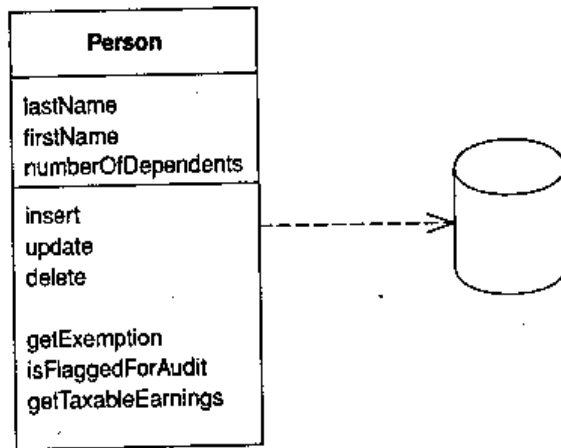 Person
lastName
firstName
numberOfDependents
insert
update
delete
getExemption
isFlaggedForAudit
getTaxableEarnings